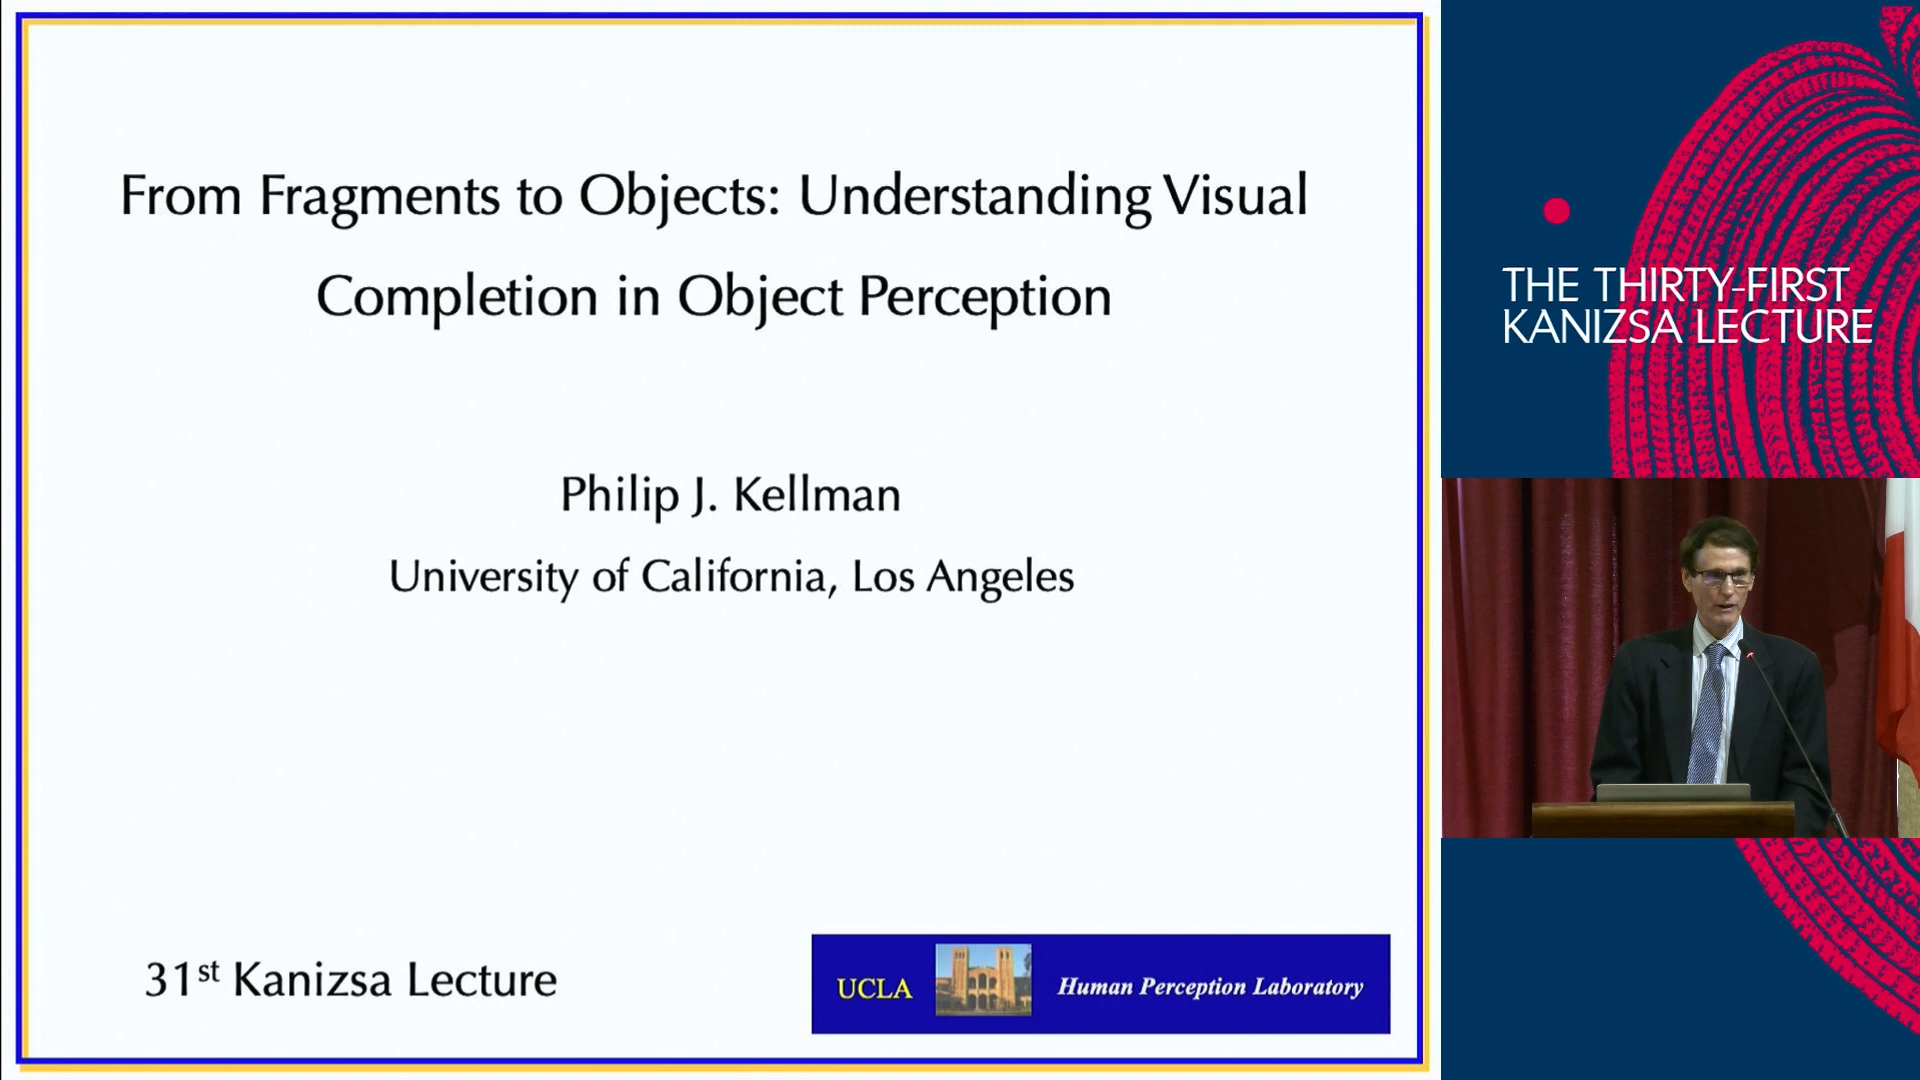 From Fragments to Objects: Understanding Visual
Completion in Object Perception
Philip J. Kellman
University of California, Los Angeles
31st Kanizsa Lecture
UCLA
Human Perception Laboratory
THE THIRTY-FIRST
KANIZSA LECTURE